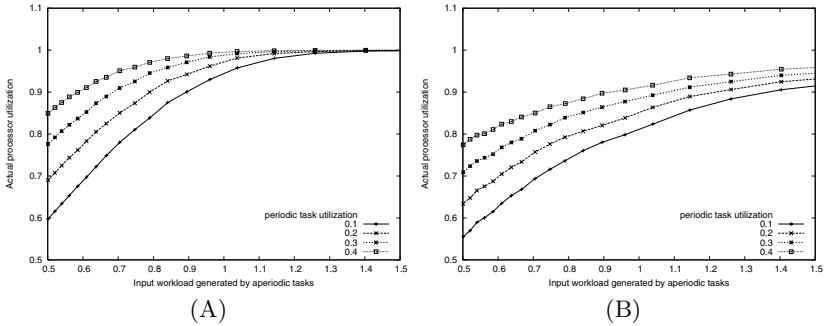 1.1
1
0.9
0.8
0.7
0.6
0.5
Actual processor utilization
periodic task utilization
0.1
0.2
0.3
0.4
0.5 0.6 0.7 0.8 0.9 1 1.1 1.2 1.3 1.4 1.5
Input workload generated by aperiodic tasks
(A)
1.1
1
0.9
0.8
0.7
0.6
0.5
Actual processor utilization
periodic task utilization
0.1
0.2
0.3
0.4
0.5 0.6 0.7 0.8 0.9 1 1.1 1.2 1.3 1.4 1.5
Input workload generated by aperiodic tasks
(B)